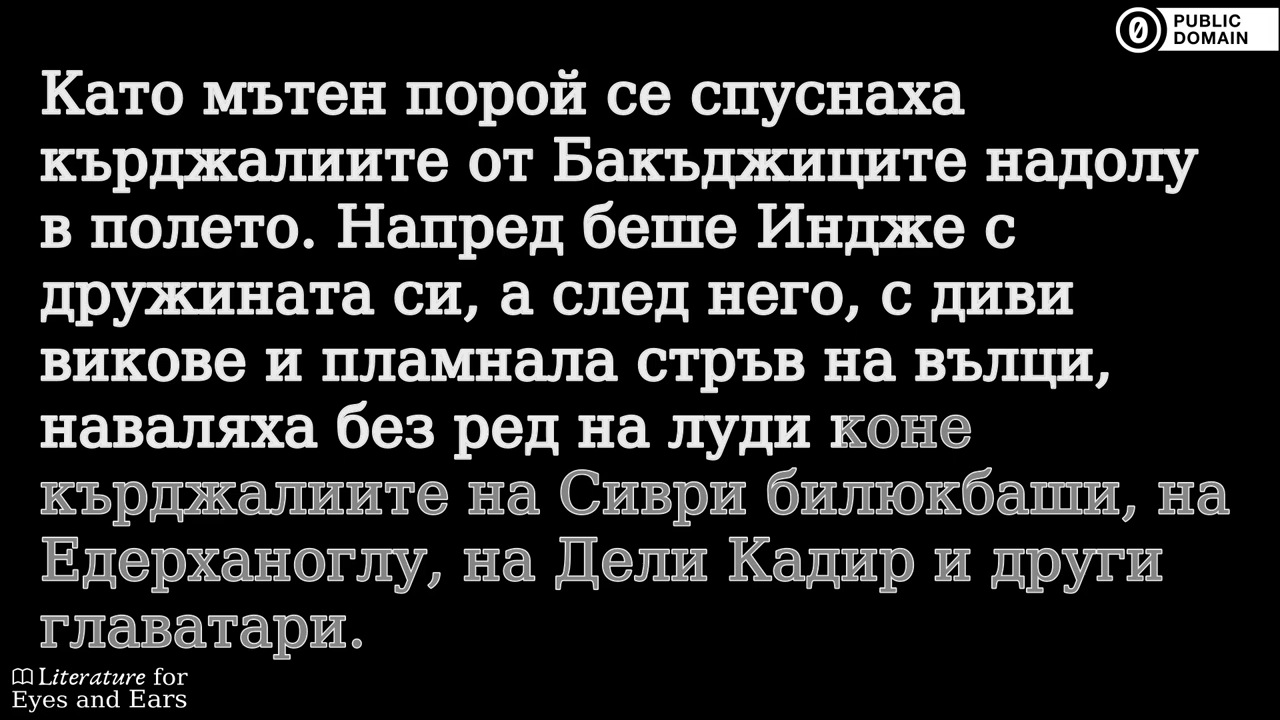 PUBLIC
DOMAIN
Като мътен порой се спуснаха
кърджалиите от Бакъджиците надолу
в полето. Напред беше Индже с
дружината си, а след него, с диви
викове и пламнала стръв на вълци,
наваляха без ред на луди коне
кърджалиите на Сиври билюкбаши, на
Едерханоглу, на Дели Кадир и други
главатари.
Literature for
Eyes and Ears